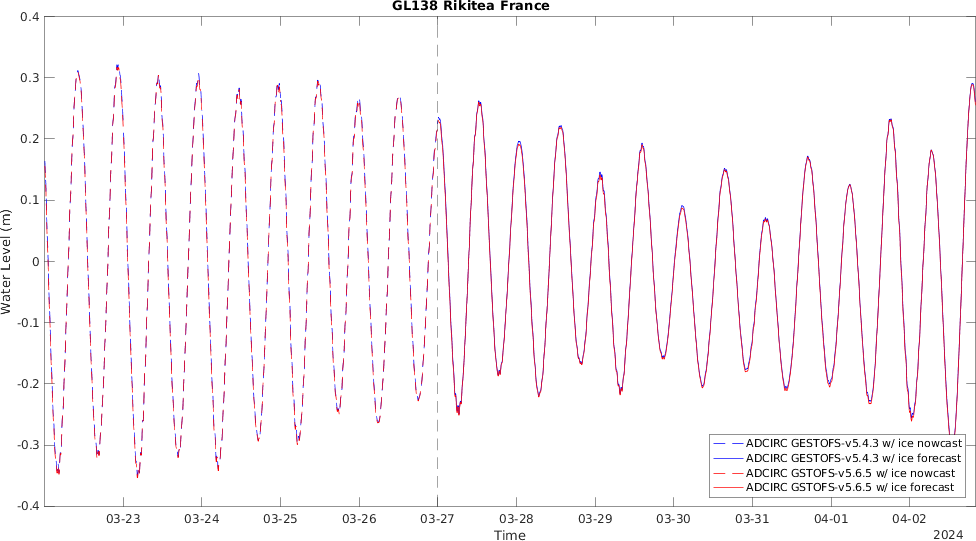 GL138 Rikitea France
0.4
0.3
0.2
0.1
0
-0.1
-0.2
-0.3
-0.4
Water Level (m)
ADCIRC GESTOFS-v5.4.3 w/ ice nowcast
ADCIRC GESTOFS-v5.4.3 w/ ice forecast
ADCIRC GSTOFS-v5.6.5 w/ ice nowcast
ADCIRC GSTOFS-v5.6.5 w/ ice forecast
03-23 03-24 03-25 03-26 03-27 03-28 03-29 03-30 03-31 04-01 04-02
Time
2024